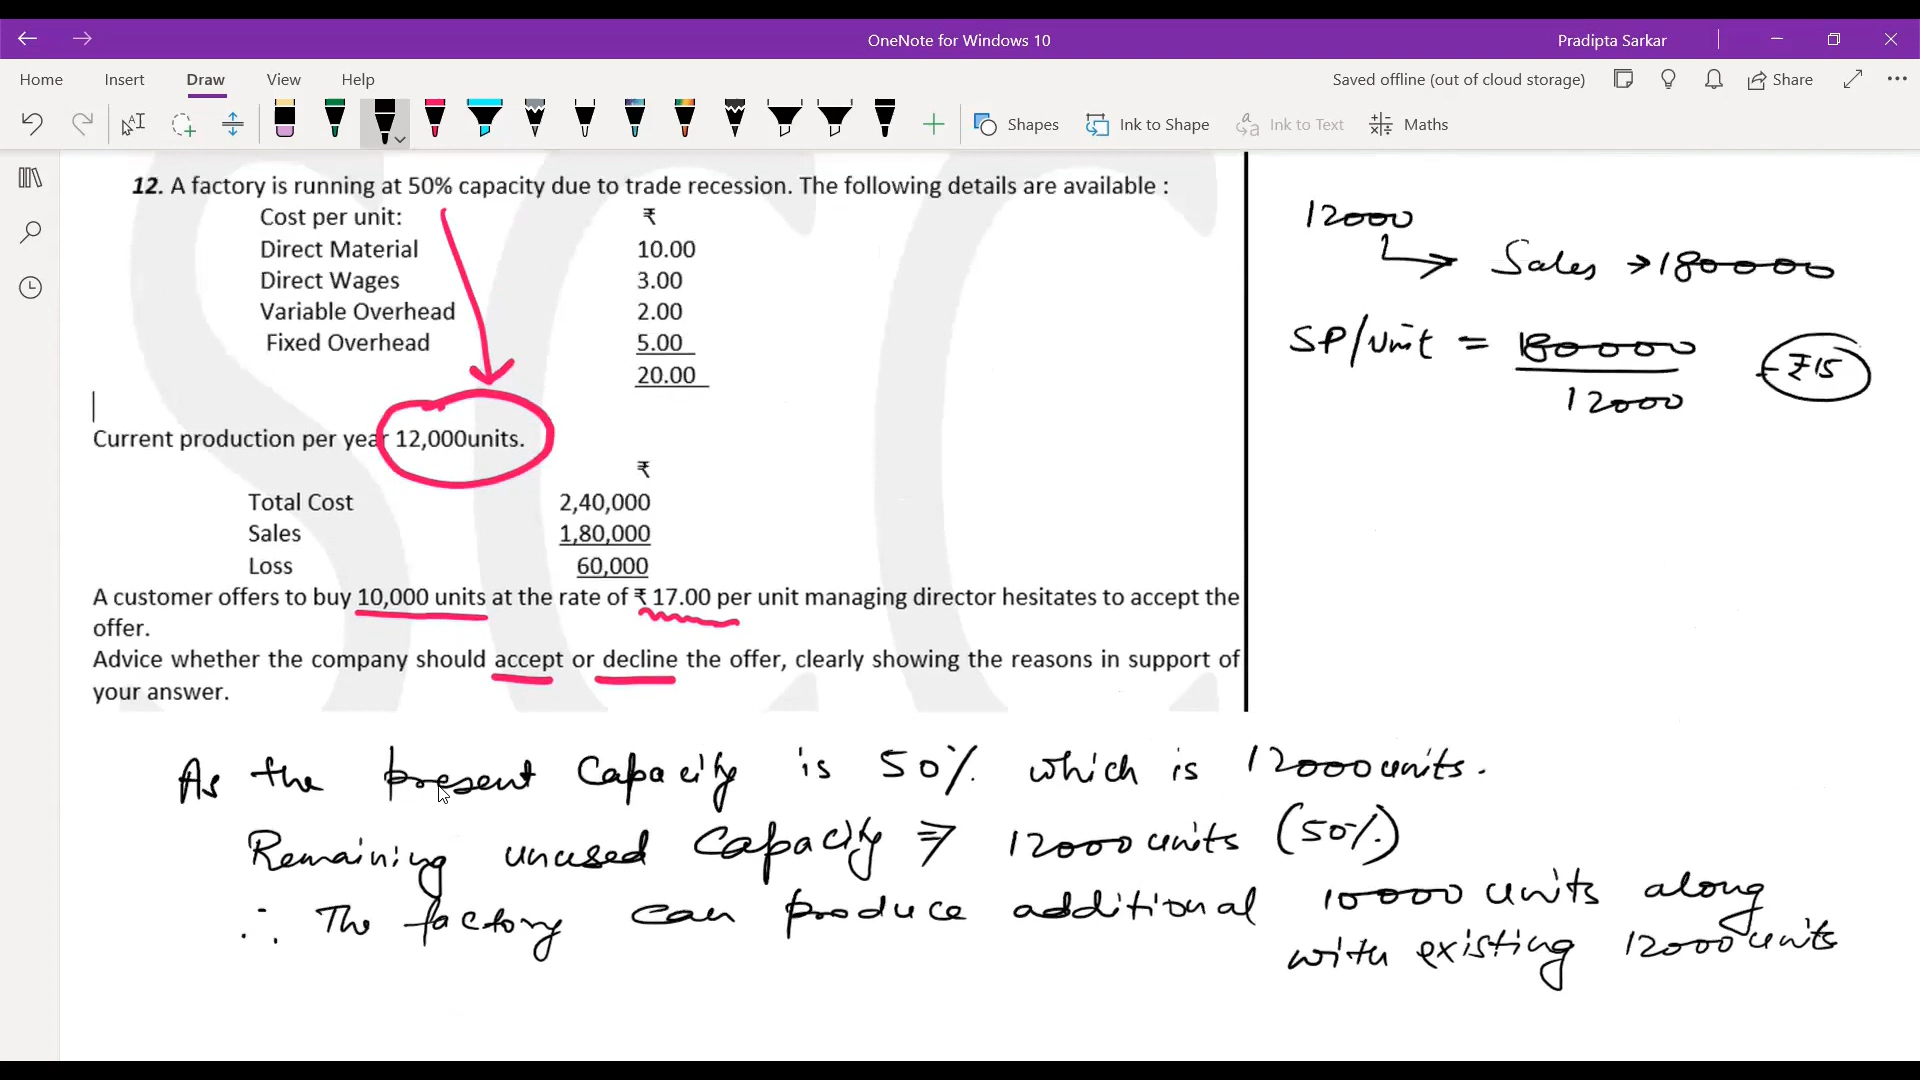 OneNote for Windows 10
Pradipta Sarkar
Home Insert Draw View Help
Saved offline (out of cloud storage) Share
Shapes Ink to Shape Ink to Text Maths
12. A factory is running at 50% capacity due to trade recession. The following details are available :
Cost per unit: ₹
Direct Material 10.00
Direct Wages 3.00
Variable Overhead 2.00
Fixed Overhead 5.00
20.00
Current production per year 12,000units.
₹
Total Cost 2,40,000
Sales 1,80,000
Loss 60,000
A customer offers to buy 10,000 units at the rate of ₹ 17.00 per unit managing director hesitates to accept the
offer.
Advice whether the company should accept or decline the offer, clearly showing the reasons in support of
your answer.
12000
Sales → 180000
SP/Unit = 180000
12000
= ₹15
As the present capacity is 50% which is 12000 units.
Remaining unused capacity ⇒ 12000 units (50%)
∴ The factory can produce additional 10000 units along
with existing 12000 units
SCC